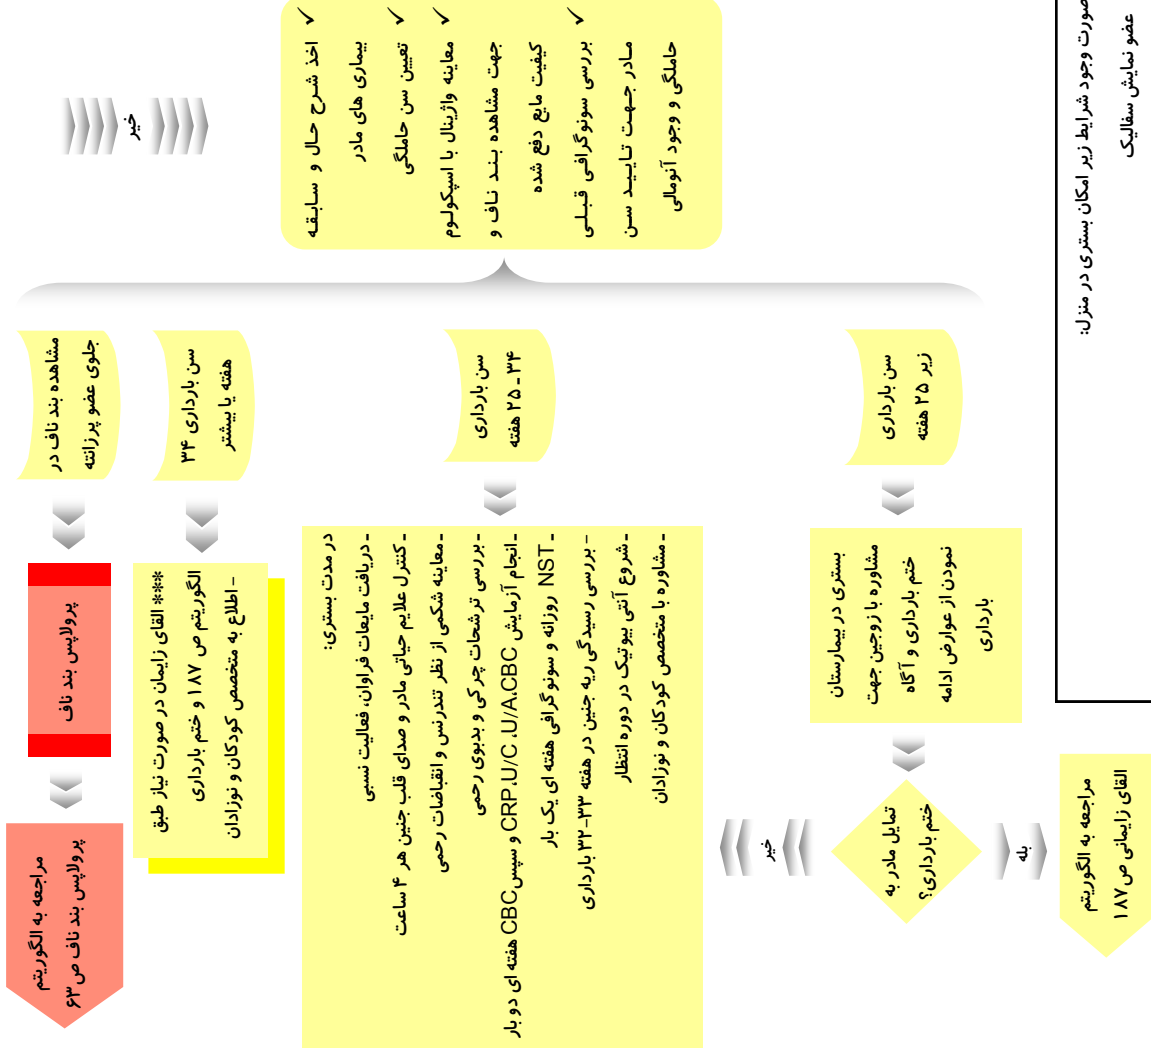 خیر
✓ اخذ شرح حال و سابقه
بیماری های مادر
✓ تعیین سن حاملگی
✓ معاینه واژینال با اسپکولوم
جهت مشاهده بند ناف و
کیفیت مایع دفع شده
✓ بررسی سونوگرافی قبلی
مادر جهت تایید سن
حاملگی و وجود آنومالی
صورت وجود شرایط زیر امکان بستری در منزل:
عضو نمایش سفالیک
مشاهده بند ناف در
جلوی عضو پرزانته
سن بارداری ۳۴
هفته یا بیشتر
سن بارداری
۳۴ ـ ۲۵ هفته
سن بارداری
زیر ۲۵ هفته
پرولاپس بند ناف
*** القای زایمان در صورت نیاز طبق
الگوریتم ص ۱۸۷ و ختم بارداری
– اطلاع به متخصص کودکان و نوزادان
در مدت بستری:
ـ دریافت مایعات فراوان، فعالیت نسبی
ـ کنترل علایم حیاتی مادر و صدای قلب جنین هر ۴ ساعت
ـ معاینه شکمی از نظر تندرنس و انقباضات رحمی
ـ بررسی ترشحات چرکی و بدبوی رحمی
ـ انجام آزمایش CRP،U/C ،U/A،CBC و سپسCBC هفته ای دو بار
ـ NST روزانه و سونوگرافی هفته ای یک بار
– بررسی رسیدگی ریه جنین در هفته ۳۳-۳۲ بارداری
ـ شروع آنتی بیوتیک در دوره انتظار
ـ مشاوره با متخصص کودکان و نوزادان
بستری در بیمارستان
مشاوره با زوجین جهت
ختم بارداری و آگاه
نمودن از عوارض ادامه
بارداری
مراجعه به الگوریتم
پرولاپس بند ناف ص ۶۳
خیر
تمایل مادر به
ختم بارداری؟
بله
مراجعه به الگوریتم
القای زایمانی ص ۱۸۷